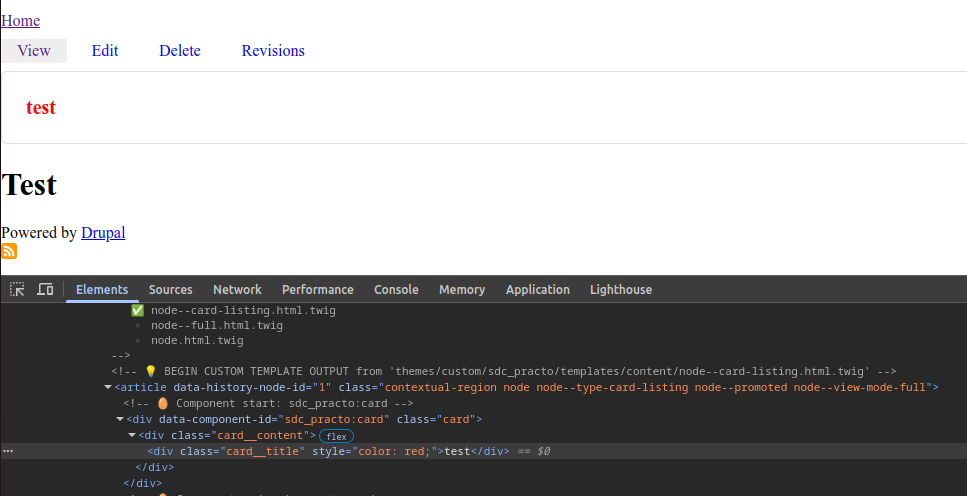 Home
View Edit Delete Revisions
test
Test
Powered by Drupal
Elements Sources Network Performance Console Memory Application Lighthouse
node--card-listing.html.twig
node--full.html.twig
node.html.twig
-->
<!-- 💡 BEGIN CUSTOM TEMPLATE OUTPUT from 'themes/custom/sdc_practo/templates/content/node--card-listing.html.twig' -->
<article data-history-node-id="1" class="contextual-region node node--type-card-listing node--promoted node--view-mode-full">
<!-- 🥚 Component start: sdc_practo:card -->
<div data-component-id="sdc_practo:card" class="card">
<div class="card__content"> flex
<div class="card__title" style="color: red;">test</div> == $0
</div>
</div>